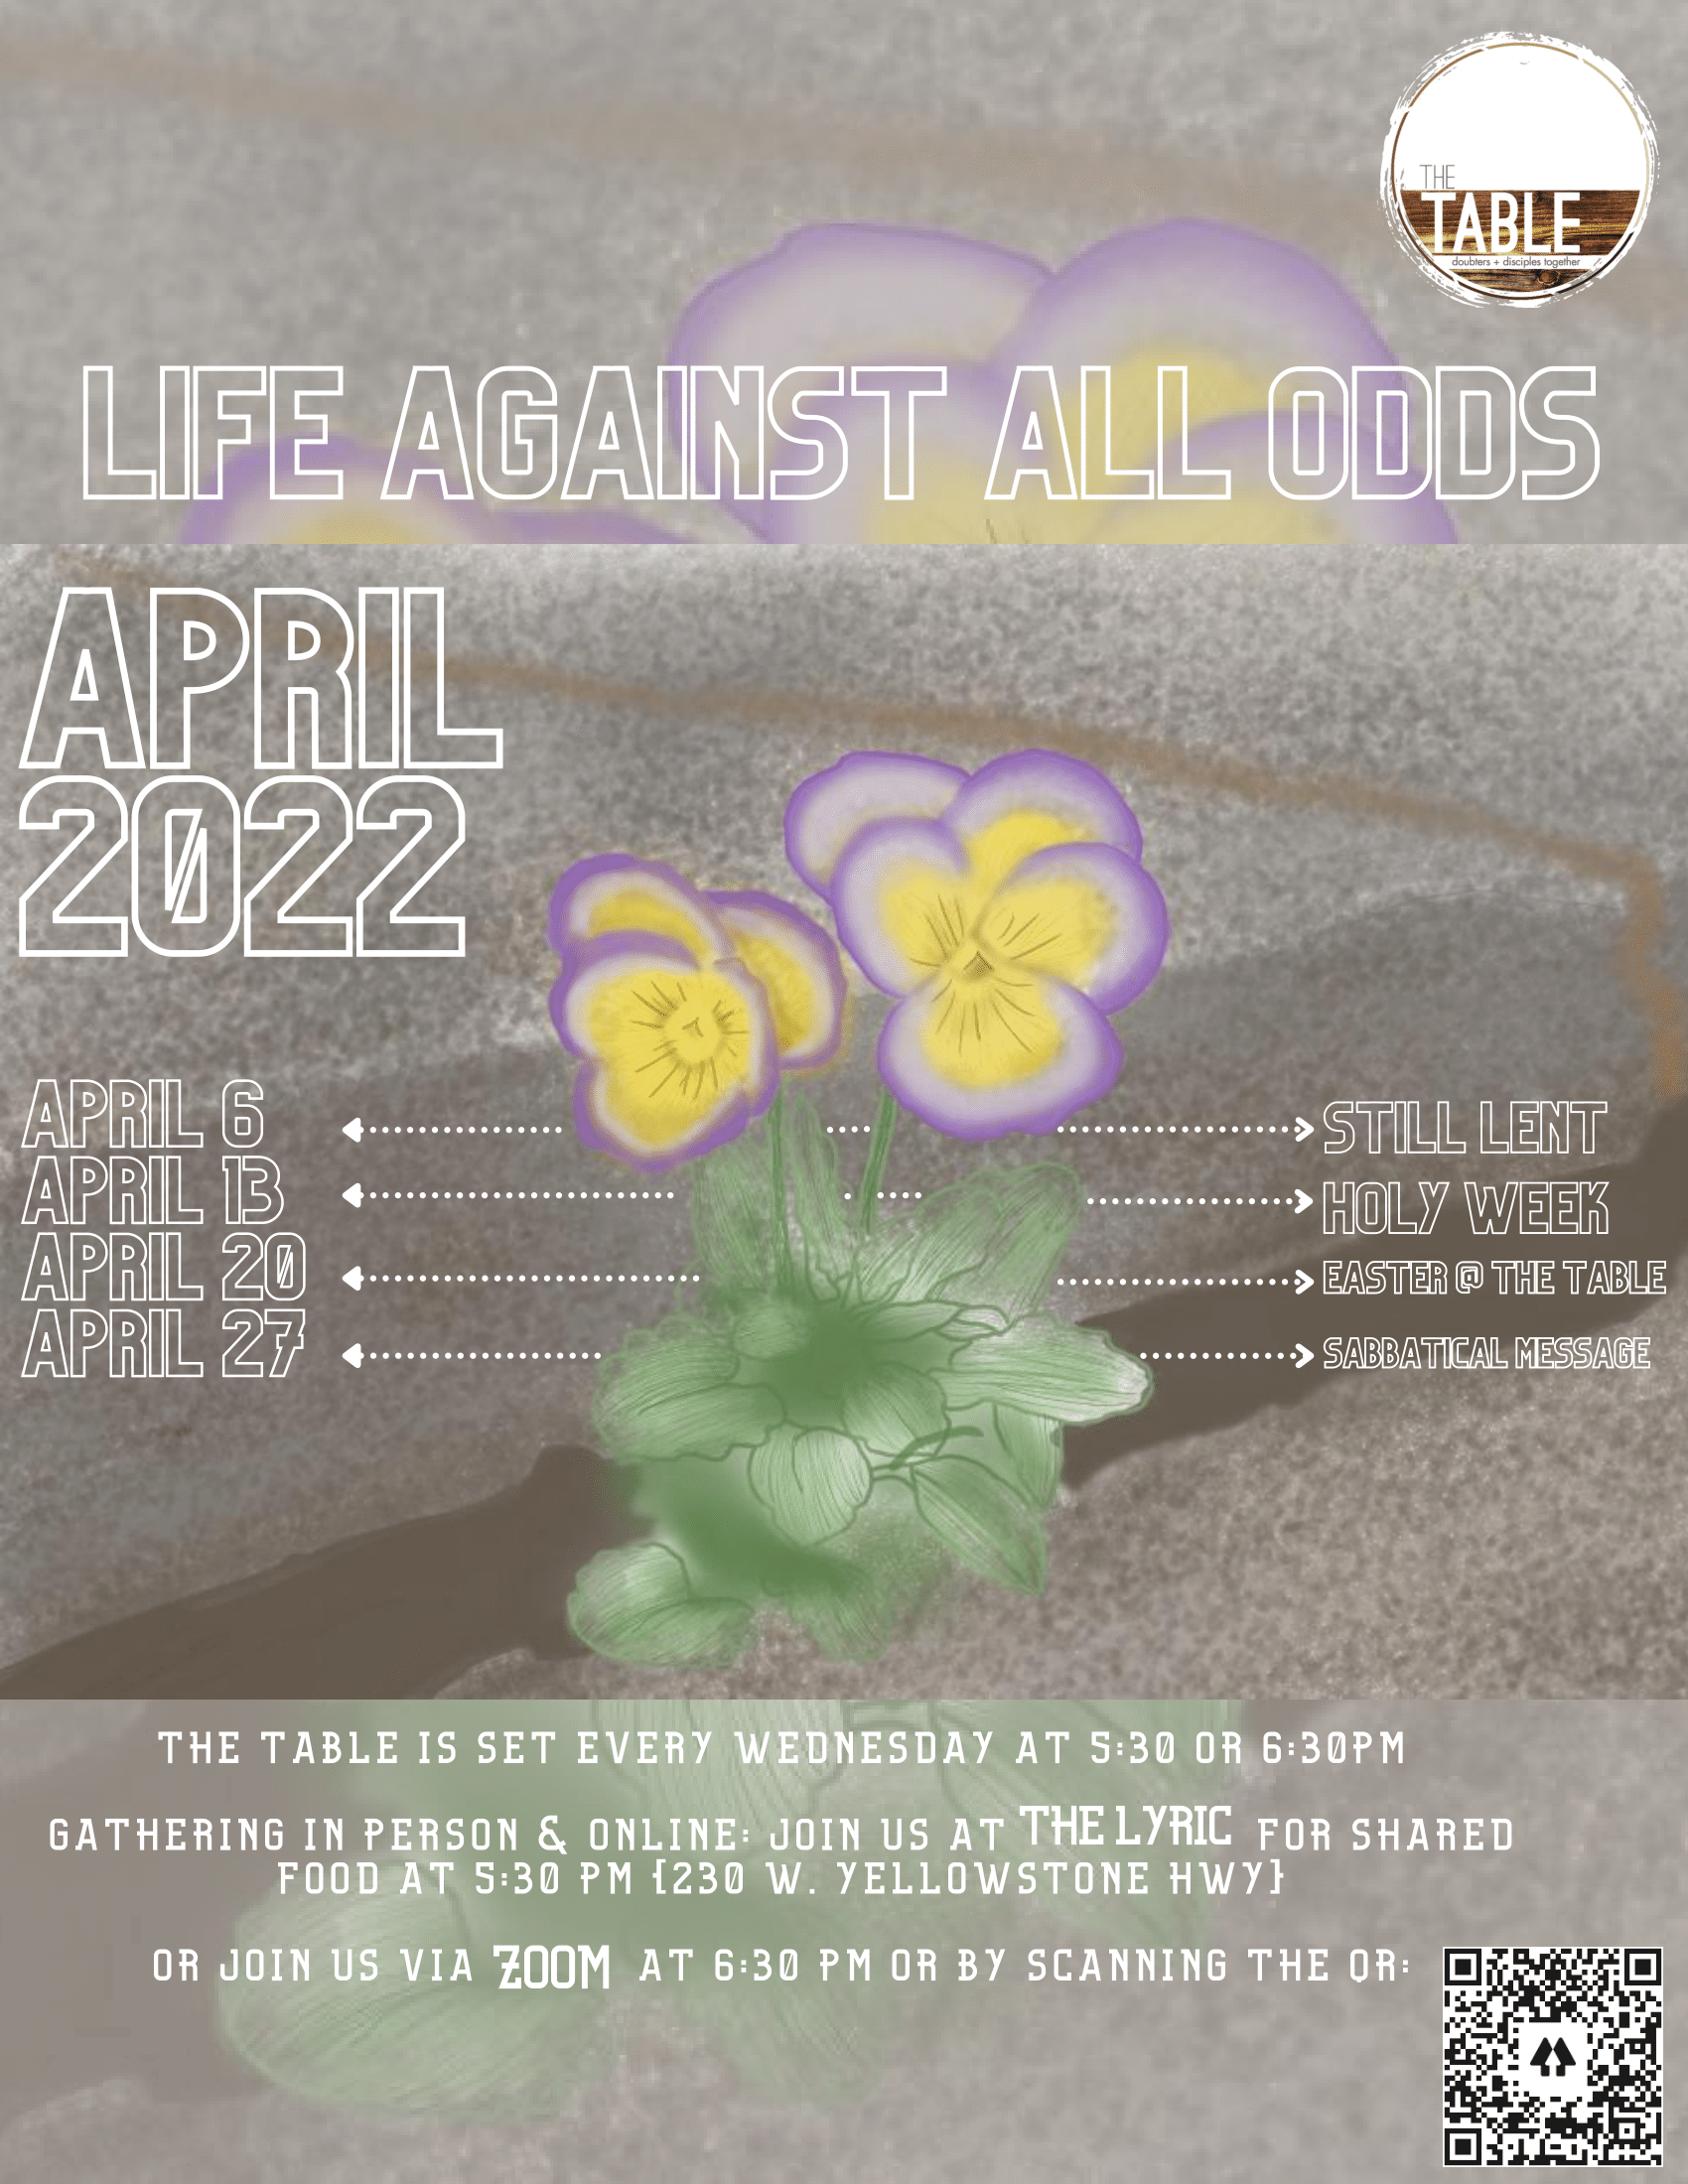 THE
TABLE
doubters + disciples together
LIFE AGAINST ALL ODDS
APRIL
2022
APRIL 6 STILL LENT
APRIL 13 HOLY WEEK
APRIL 20 EASTER @ THE TABLE
APRIL 27 SABBATICAL MESSAGE
THE TABLE IS SET EVERY WEDNESDAY AT 5:30 OR 6:30PM
GATHERING IN PERSON & ONLINE: JOIN US AT THE LYRIC FOR SHARED
FOOD AT 5:30 PM {230 W. YELLOWSTONE HWY}
OR JOIN US VIA ZOOM AT 6:30 PM OR BY SCANNING THE QR: